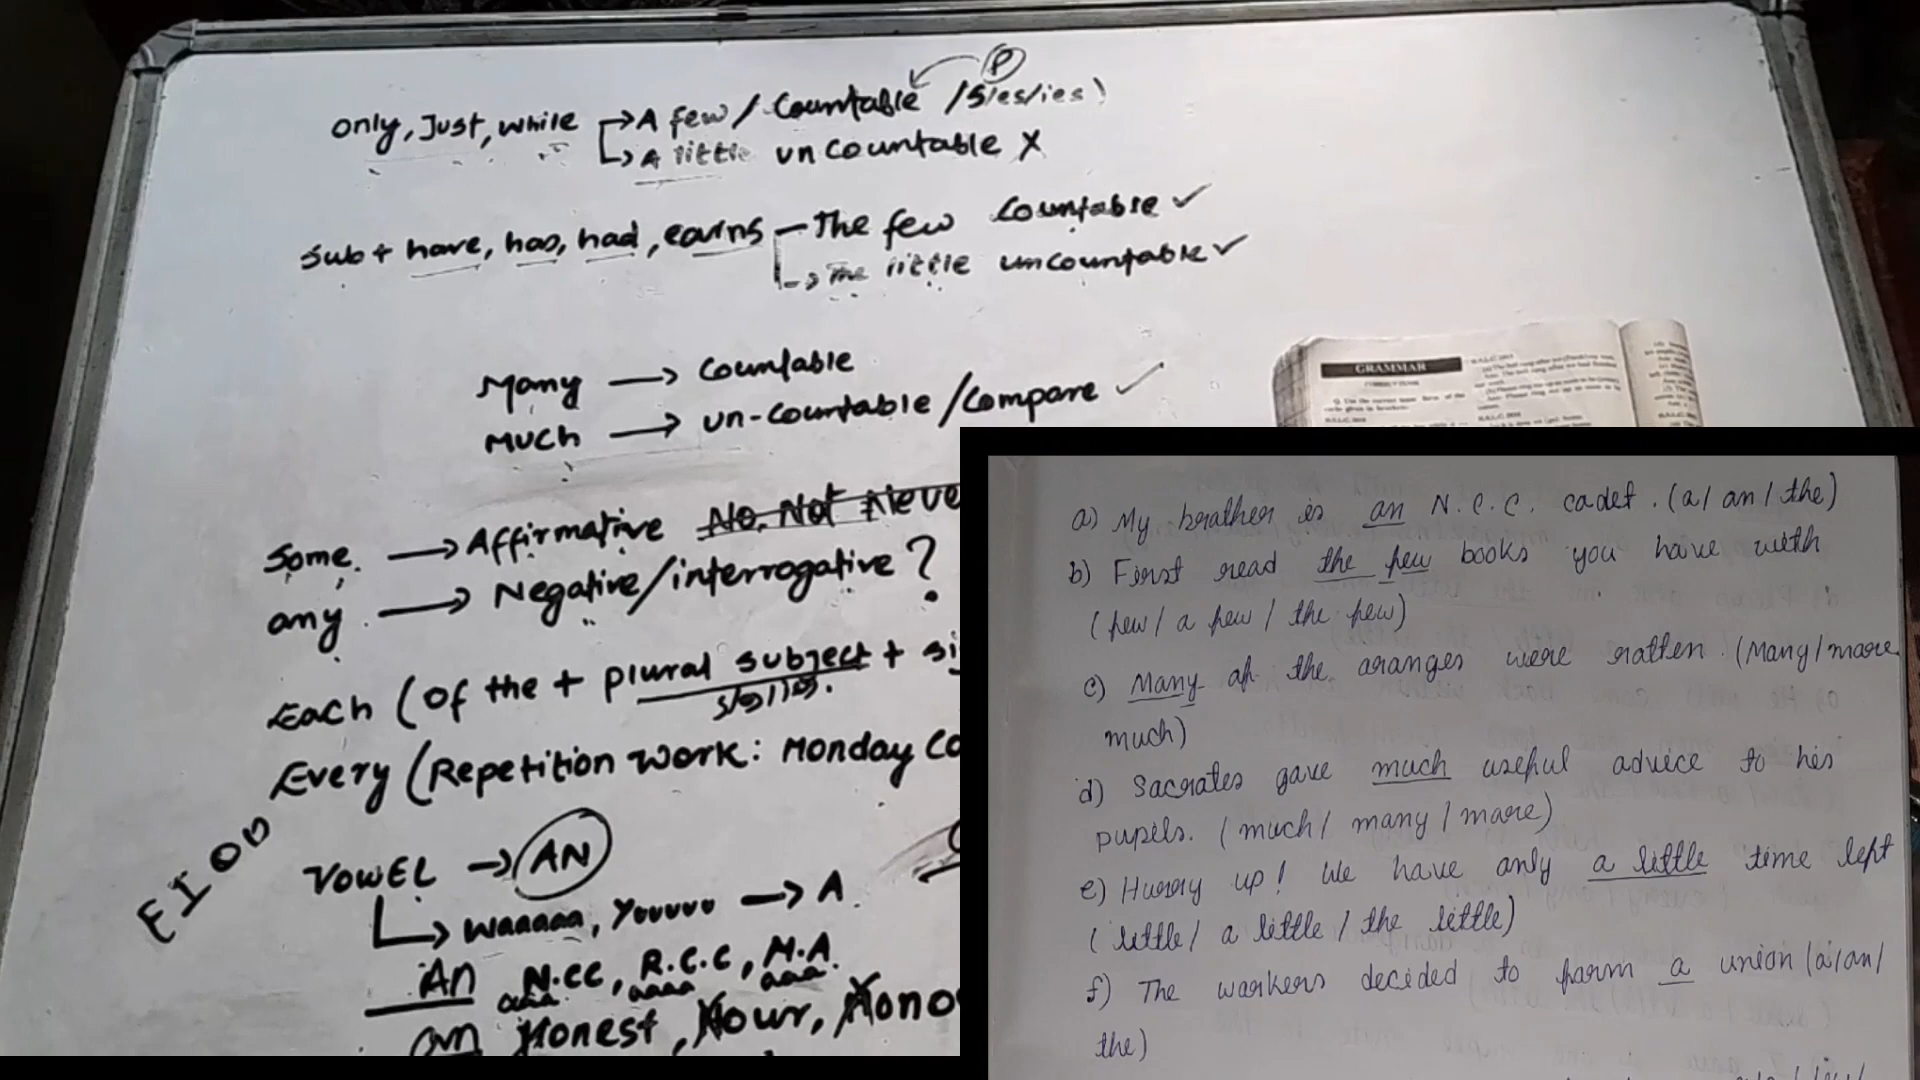 only, Just, while → A few / Countable / s/es/ies)
P
→ A little uncountable X
Sub + have, has, had, earns – The few Countable ✓
→ The little uncountable ✓
Many → Countable
Much → un-countable / Compare ✓
Some. → Affirmative No, Not Neve
any → Negative/interrogative ?
Each (of the + plural subject + si
s/es/ies.
Every (Repetition work: Monday Co
EIOD
VOWEL → AN
→ Waaaaa, Yuuuuu → A.
An N.CC, R.C.C, M.A.
an Honest, Hour, Hono
GRAMMAR
a) My brother is an N.C.C. cadet. (a/ an / the)
b) First read the few books you have with
( few / a few / the few)
c) Many of the oranges were rotten. (Many/more
much)
d) Socrates gave much useful advice to his
pupils. ( much / many / more)
e) Hurry up! We have only a little time left
( little / a little / the little)
f) The workers decided to form a union (a/an/
the)